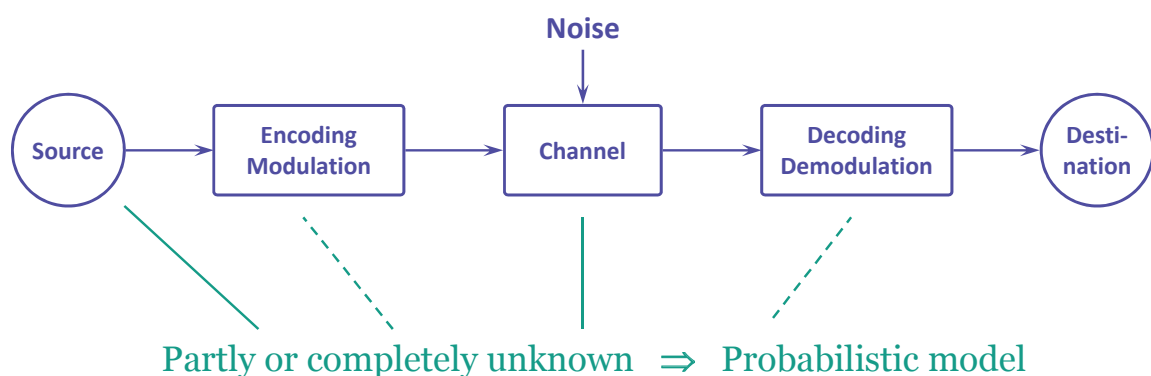 Noise
Source
Encoding
Modulation
Channel
Decoding
Demodulation
Desti-
nation
Partly or completely unknown ⇒ Probabilistic model